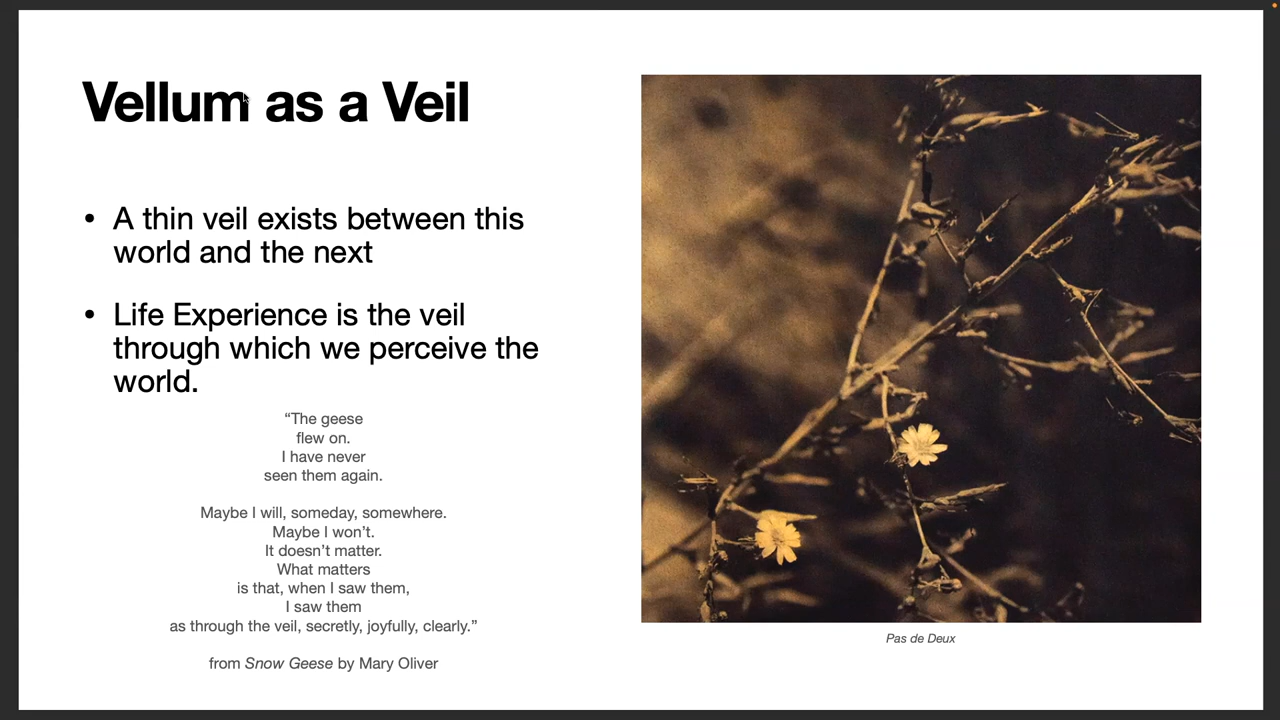 Vellum as a Veil
• A thin veil exists between this
world and the next
• Life Experience is the veil
through which we perceive the
world.
“The geese
flew on.
I have never
seen them again.
Maybe I will, someday, somewhere.
Maybe I won’t.
It doesn’t matter.
What matters
is that, when I saw them,
I saw them
as through the veil, secretly, joyfully, clearly.”
from Snow Geese by Mary Oliver
Pas de Deux